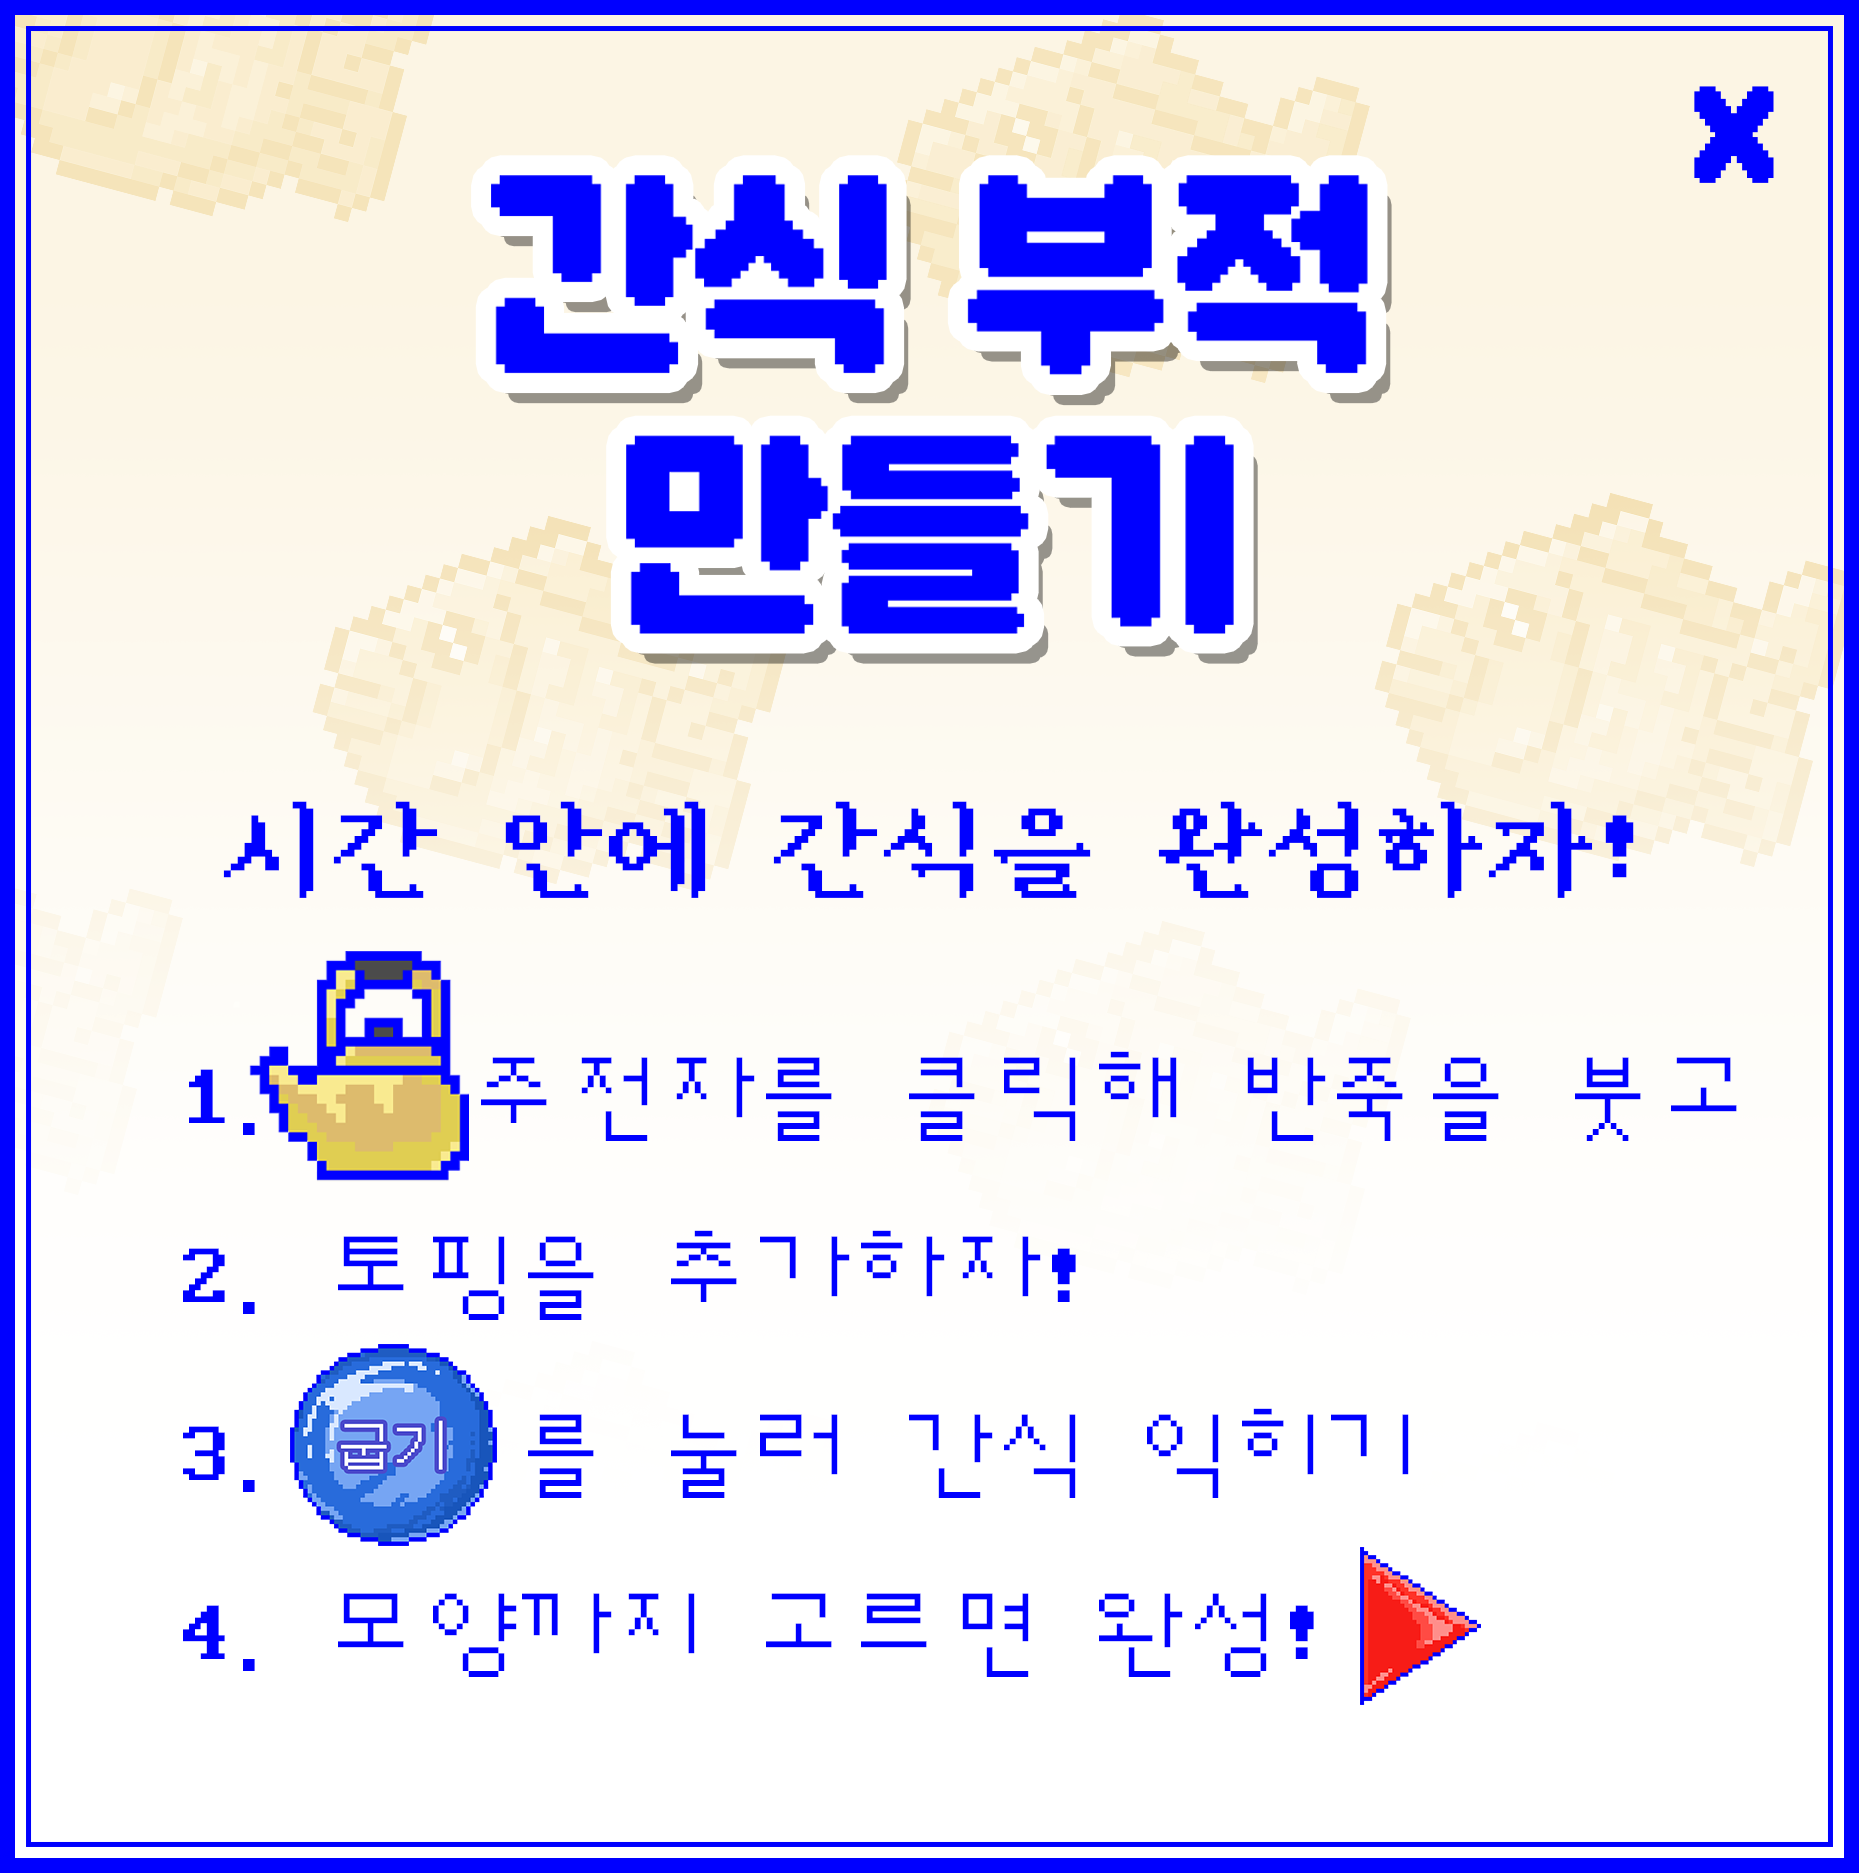 X
간식 부적
만들기
시간 안에 간식을 완성하자!
1. 주전자를 클릭해 반죽을 붓고
2. 토핑을 추가하자!
3. 굽기 를 눌러 간식 익히기
4. 모양까지 고르면 완성!